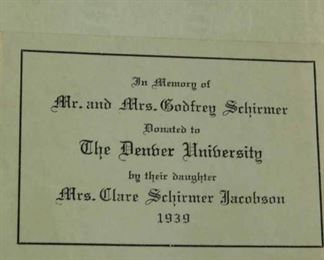 In Memory of
Mr. and Mrs. Godfrey Schirmer
Donated to
The Denver University
by their daughter
Mrs. Clare Schirmer Jacobson
1939